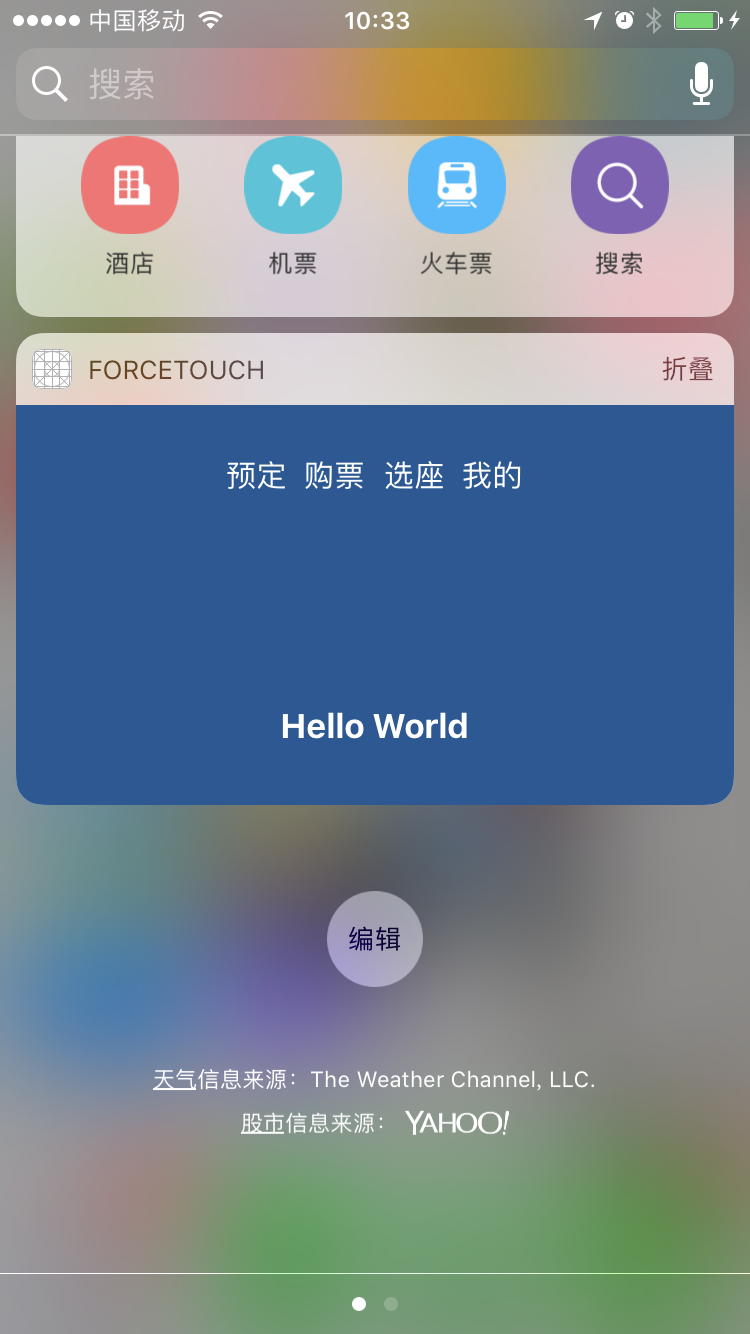 中国移动 10:33
搜索
酒店 机票 火车票 搜索
FORCETOUCH 折叠
预定 购票 选座 我的
Hello World
编辑
天气信息来源：The Weather Channel, LLC.
股市信息来源： YAHOO!